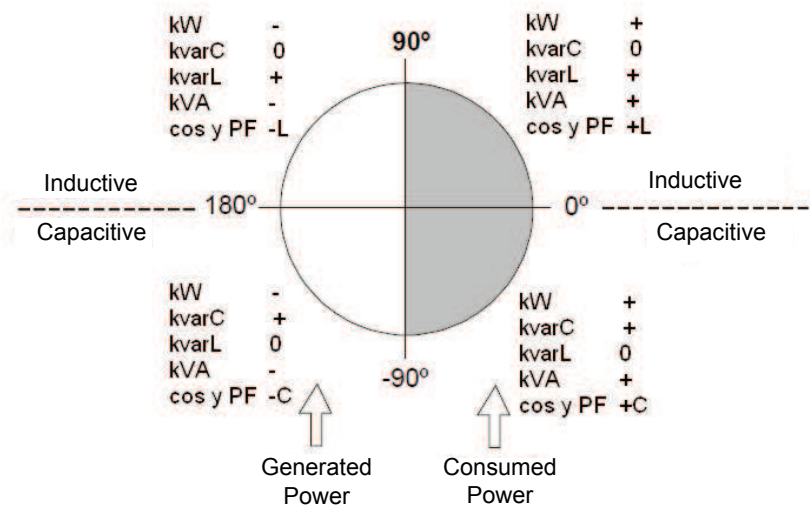 kW -
kvarC 0
kvarL +
kVA -
cos y PF -L
90º
kW +
kvarC 0
kvarL +
kVA +
cos y PF +L
Inductive
180º
0º
Inductive
Capacitive
Capacitive
kW -
kvarC +
kvarL 0
kVA -
cos y PF -C
-90º
kW +
kvarC +
kvarL 0
kVA +
cos y PF +C
Generated
Power
Consumed
Power